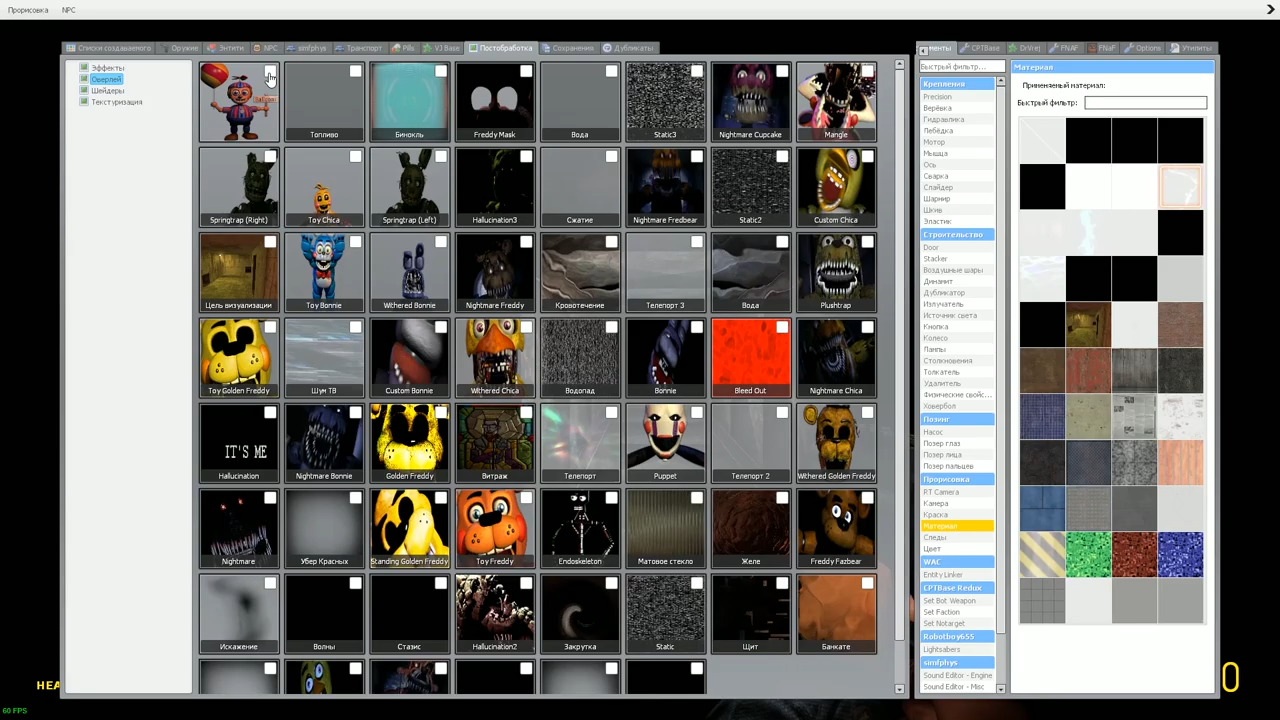 Прорисовка NPC
Списки создаваемого Оружие Энтети NPC simfphys Транспорт Pills VJ Base Постобработка Сохранения Дубликаты
менты CPTBase DrVrej FNAF FNaF Options Утилиты
Эффекты
Оверлей
Шейдеры
Текстуризация
Топливо Бинокль Freddy Mask Вода Static3 Nightmare Cupcake Mangle
Springtrap (Right) Toy Chica Springtrap (Left) Hallucination3 Сжатие Nightmare Fredbear Static2 Custom Chica
Цель визуализации Toy Bonnie Withered Bonnie Nightmare Freddy Кровотечение Телепорт 3 Вода Plushtrap
Toy Golden Freddy Шум ТВ Custom Bonnie Withered Chica Водопад Bonnie Bleed Out Nightmare Chica
IT'S ME
Hallucination Nightmare Bonnie Golden Freddy Витраж Телепорт Puppet Телепорт 2 Withered Golden Freddy
Nightmare Убер Красных Standing Golden Freddy Toy Freddy Endoskeleton Матовое стекло Желе Freddy Fazbear
Искажение Волны Стазис Hallucination2 Закрутка Static Щит Банкате
Быстрый фильтр...
Крепления
Precision
Верёвка
Гидравлика
Лебёдка
Мотор
Мышца
Ось
Сварка
Слайдер
Шарнир
Шкив
Эластик
Строительство
Door
Stacker
Воздушные шары
Динамит
Дубликатор
Излучатель
Источник света
Кнопка
Колесо
Лампы
Столкновения
Толкатель
Удалитель
Физические свойс...
Ховербол
Позинг
Насос
Позер глаз
Позер лица
Позер пальцев
Прорисовка
RT Camera
Камера
Краска
Материал
Следы
Цвет
WAC
Entity Linker
CPTBase Redux
Set Bot Weapon
Set Faction
Set Notarget
Robotboy655
Lightsabers
simfphys
Sound Editor - Engine
Sound Editor - Misc
Материал
Применяемый материал:
Быстрый фильтр:
HEA
0
60 FPS